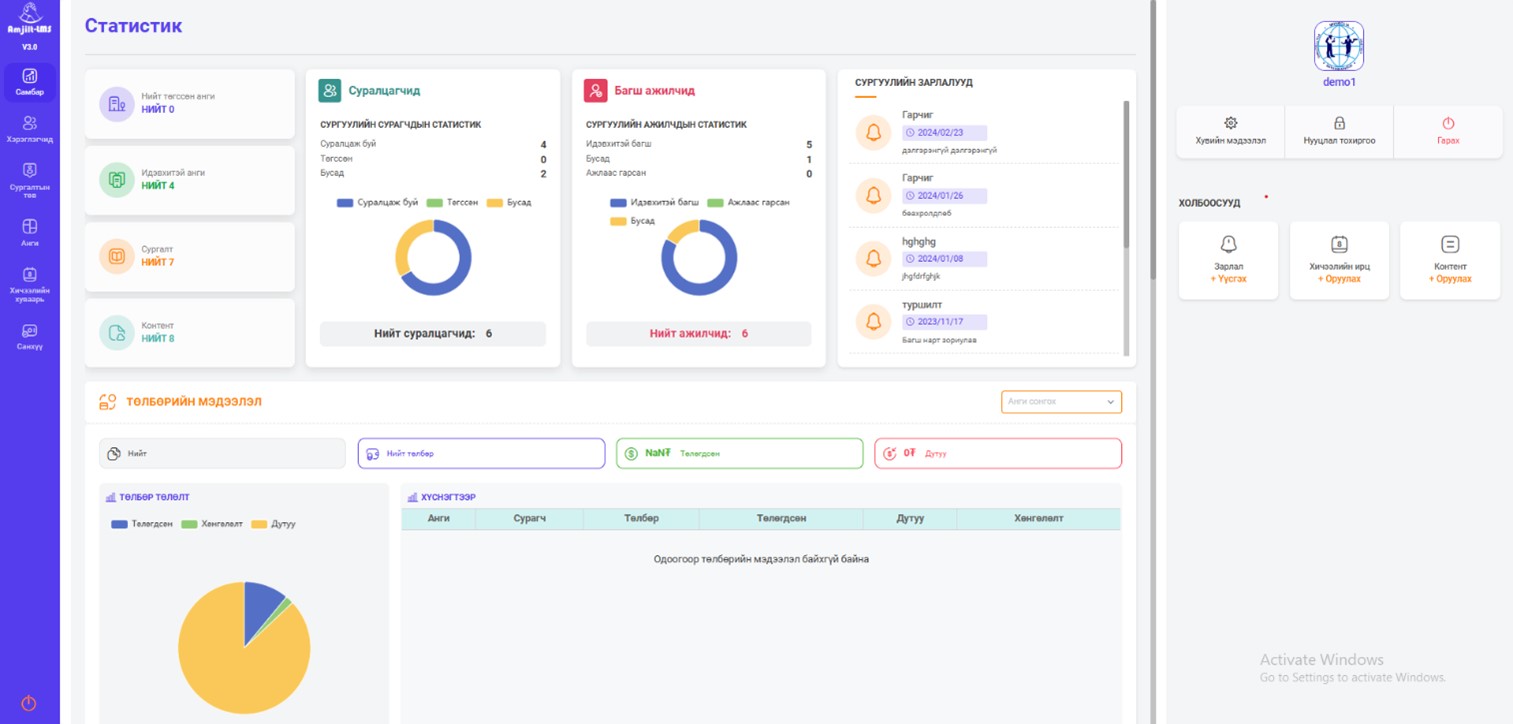 Amjilt-LMS
V3.0
Самбар
Хэрэглэгчид
Сургалтын
төв
Анги
Хичээлийн
хуваарь
Санхүү
Статистик
Нийт төгссөн анги
НИЙТ 0
Идэвхитэй анги
НИЙТ 4
Сургалт
НИЙТ 7
Контент
НИЙТ 8
Суралцагчид
СУРГУУЛИЙН СУРАГЧДЫН СТАТИСТИК
Суралцаж буй 4
Төгссөн 0
Бусад 2
Суралцаж буй Төгссөн Бусад
Нийт суралцагчид: 6
Багш ажилчид
СУРГУУЛИЙН АЖИЛЧДЫН СТАТИСТИК
Идэвхитэй багш 5
Бусад 1
Ажлаас гарсан 0
Идэвхитэй багш Ажлаас гарсан
Бусад
Нийт ажилчид: 6
СУРГУУЛИЙН ЗАРЛАЛУУД
Гарчиг
2024/02/23
дэлгэрэнгүй дэлгэрэнгүй
Гарчиг
2024/01/26
бөахролдпөб
hghghg
2024/01/08
jhgfdrfghjk
туршилт
2023/11/17
Багш нарт зориулав
ТӨЛБӨРИЙН МЭДЭЭЛЭЛ
Анги сонгох
Нийт
Нийт төлбөр
NaN₮ Төлөгдсөн
0₮ Дутуу
ТӨЛБӨР ТӨЛӨЛТ
Төлөгдсөн Хөнгөлөлт Дутуу
ХҮСНЭГТЭЭР
Анги Сурагч Төлбөр Төлөгдсөн Дутуу Хөнгөлөлт
Одоогоор төлбөрийн мэдээлэл байхгүй байна
demo1
Хувийн мэдээлэл
Нууцлал тохиргоо
Гарах
ХОЛБООСУУД
Зарлал
+ Үүсгэх
Хичээлийн ирц
+ Оруулах
Контент
+ Оруулах
Activate Windows
Go to Settings to activate Windows.